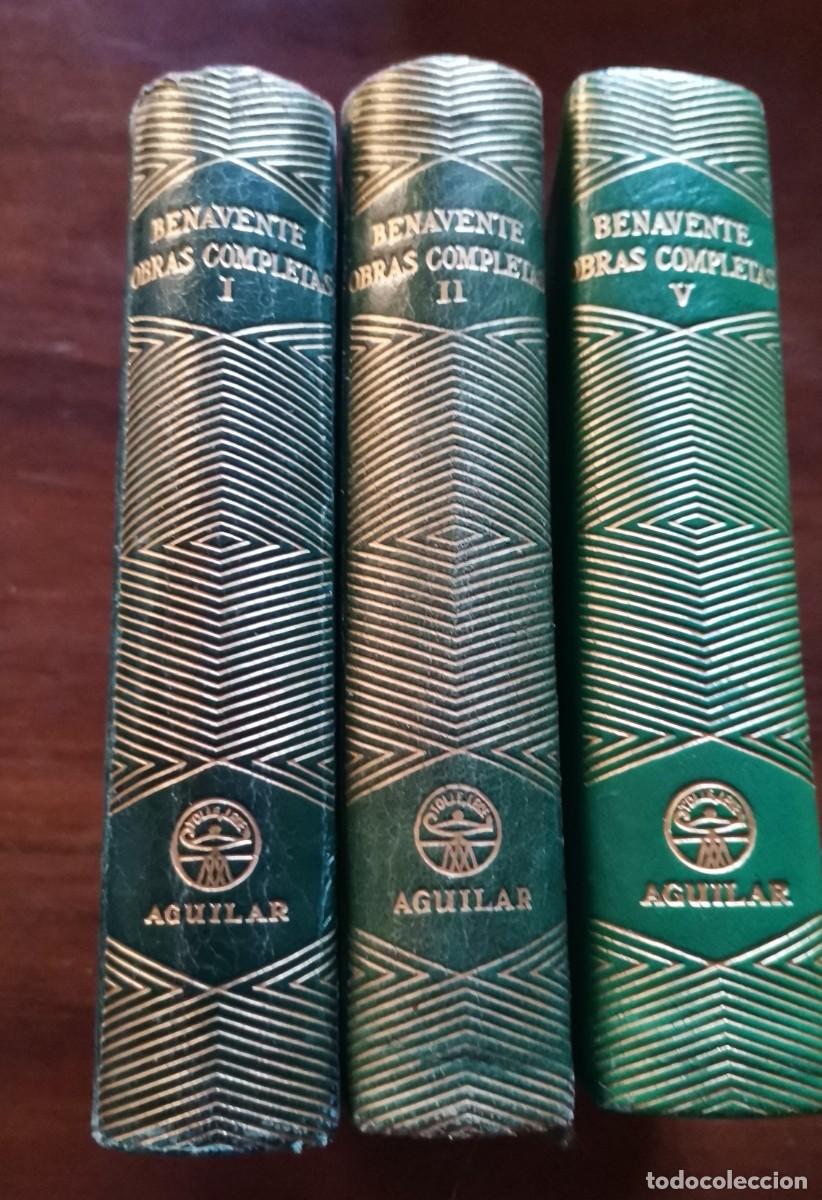 BENAVENTE
OBRAS COMPLETAS
I
AGUILAR
BENAVENTE
OBRAS COMPLETAS
II
AGUILAR
BENAVENTE
OBRAS COMPLETAS
V
AGUILAR
todocoleccion